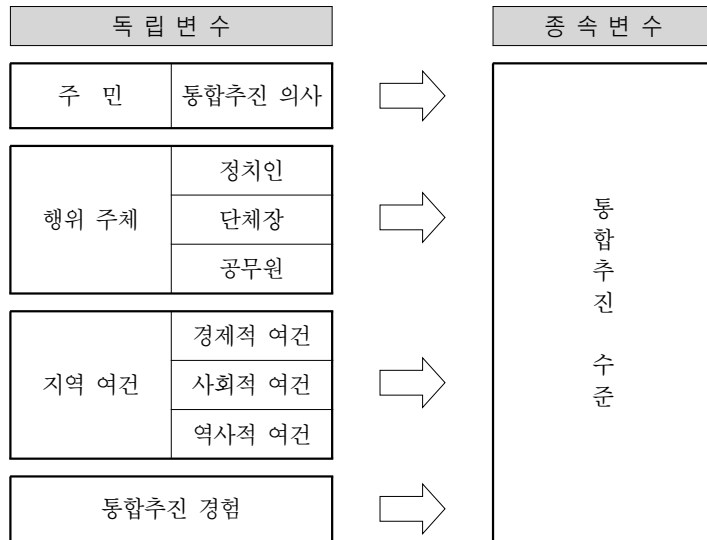 독 립 변 수
종 속 변 수
주 민
통합추진 의사
행위 주체
정치인
단체장
공무원
지역 여건
경제적 여건
사회적 여건
역사적 여건
통합추진 경험
통합추진 수준